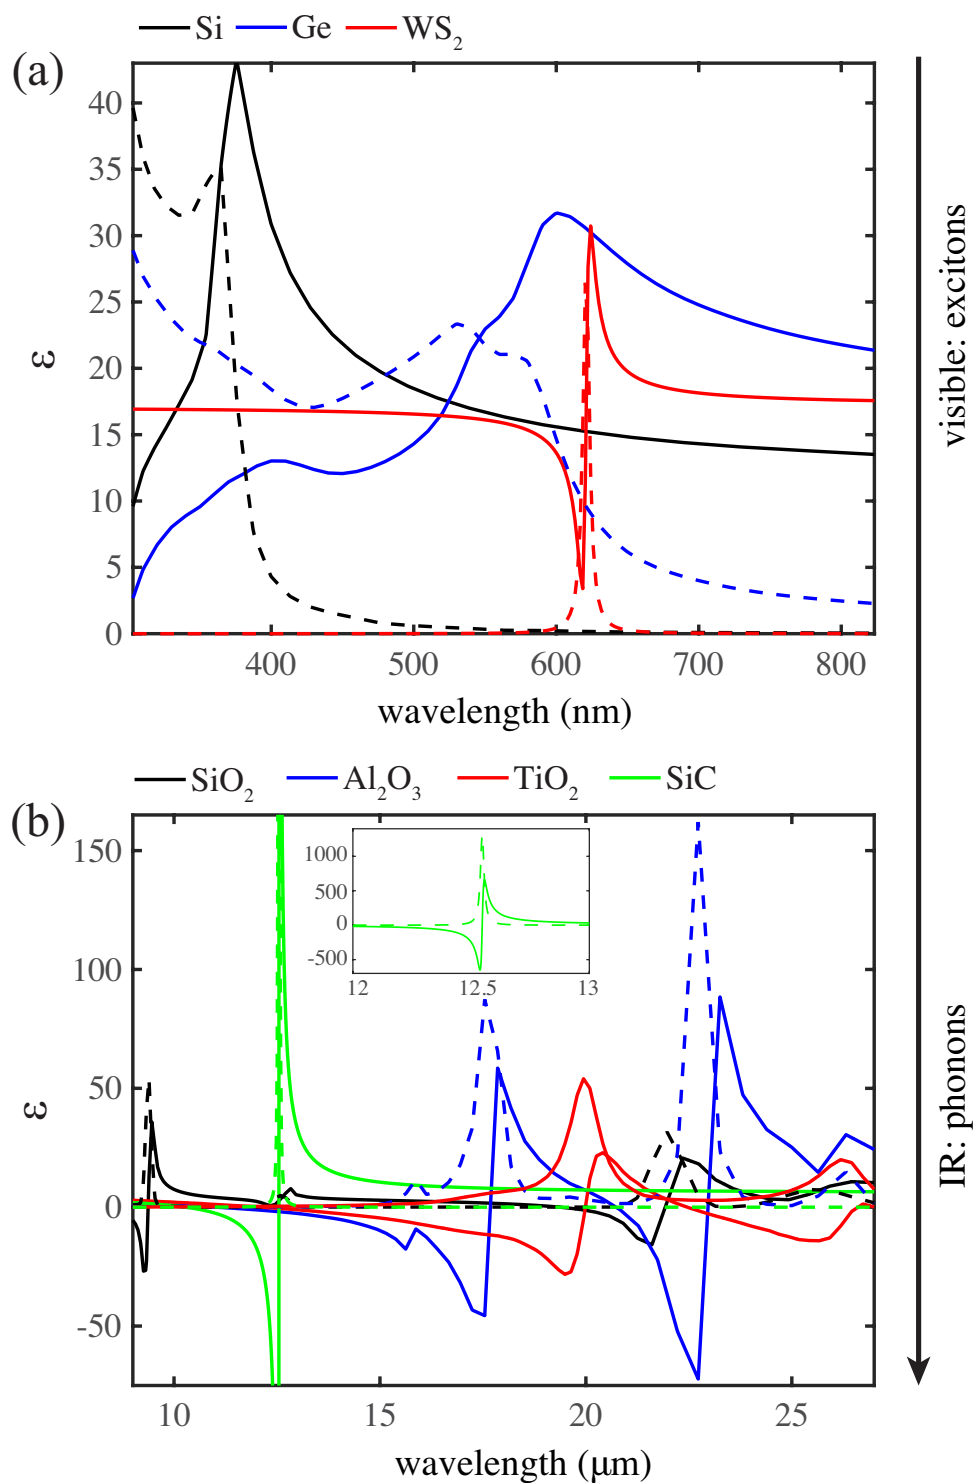 Si Ge WS₂
(a)
40
35
30
25
20
15
10
5
0
ε
400 500 600 700 800
wavelength (nm)
visible: excitons
SiO₂ Al₂O₃ TiO₂ SiC
(b)
150
100
50
0
-50
ε
1000
500
0
-500
12 12.5 13
10 15 20 25
wavelength (μm)
IR: phonons